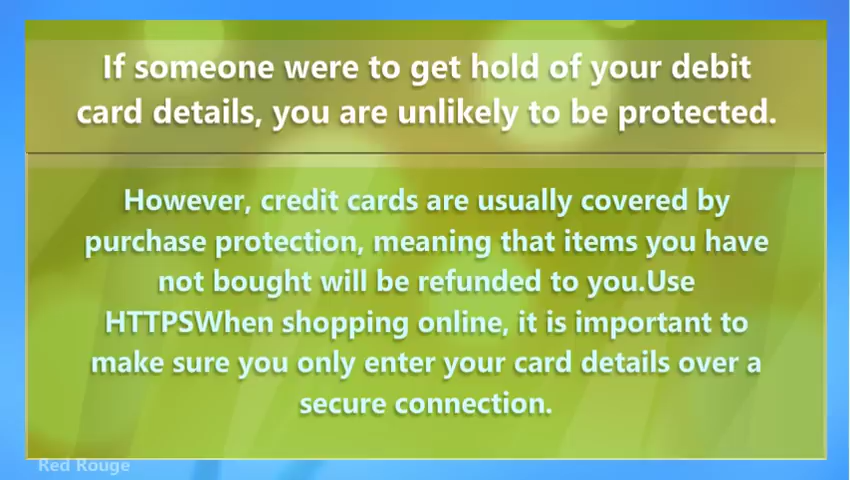 If someone were to get hold of your debit
card details, you are unlikely to be protected.
However, credit cards are usually covered by
purchase protection, meaning that items you have
not bought will be refunded to you.Use
HTTPSWhen shopping online, it is important to
make sure you only enter your card details over a
secure connection.
Red Rouge